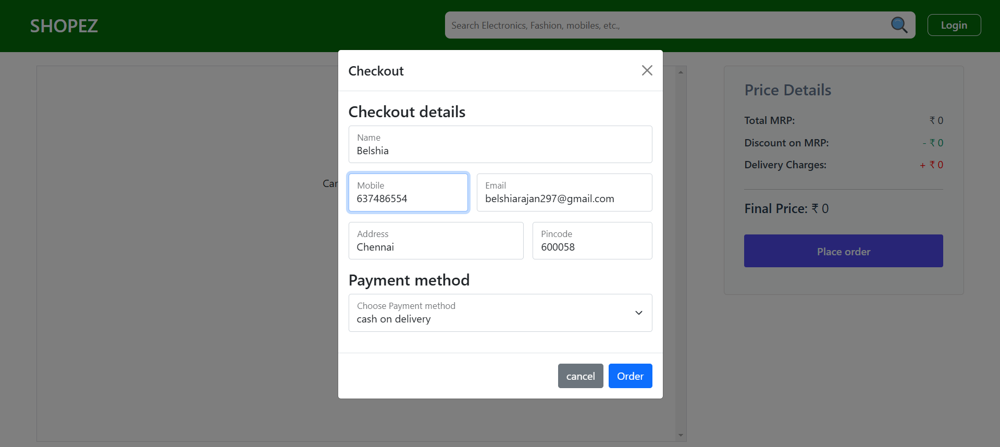 SHOPEZ
Search Electronics, Fashion, mobiles, etc.,
Login
Checkout
Checkout details
Name
Belshia
Mobile
637486554
Email
belshiarajan297@gmail.com
Address
Chennai
Pincode
600058
Payment method
Choose Payment method
cash on delivery
cancel
Order
Price Details
Total MRP: ₹ 0
Discount on MRP: - ₹ 0
Delivery Charges: + ₹ 0
Final Price: ₹ 0
Place order